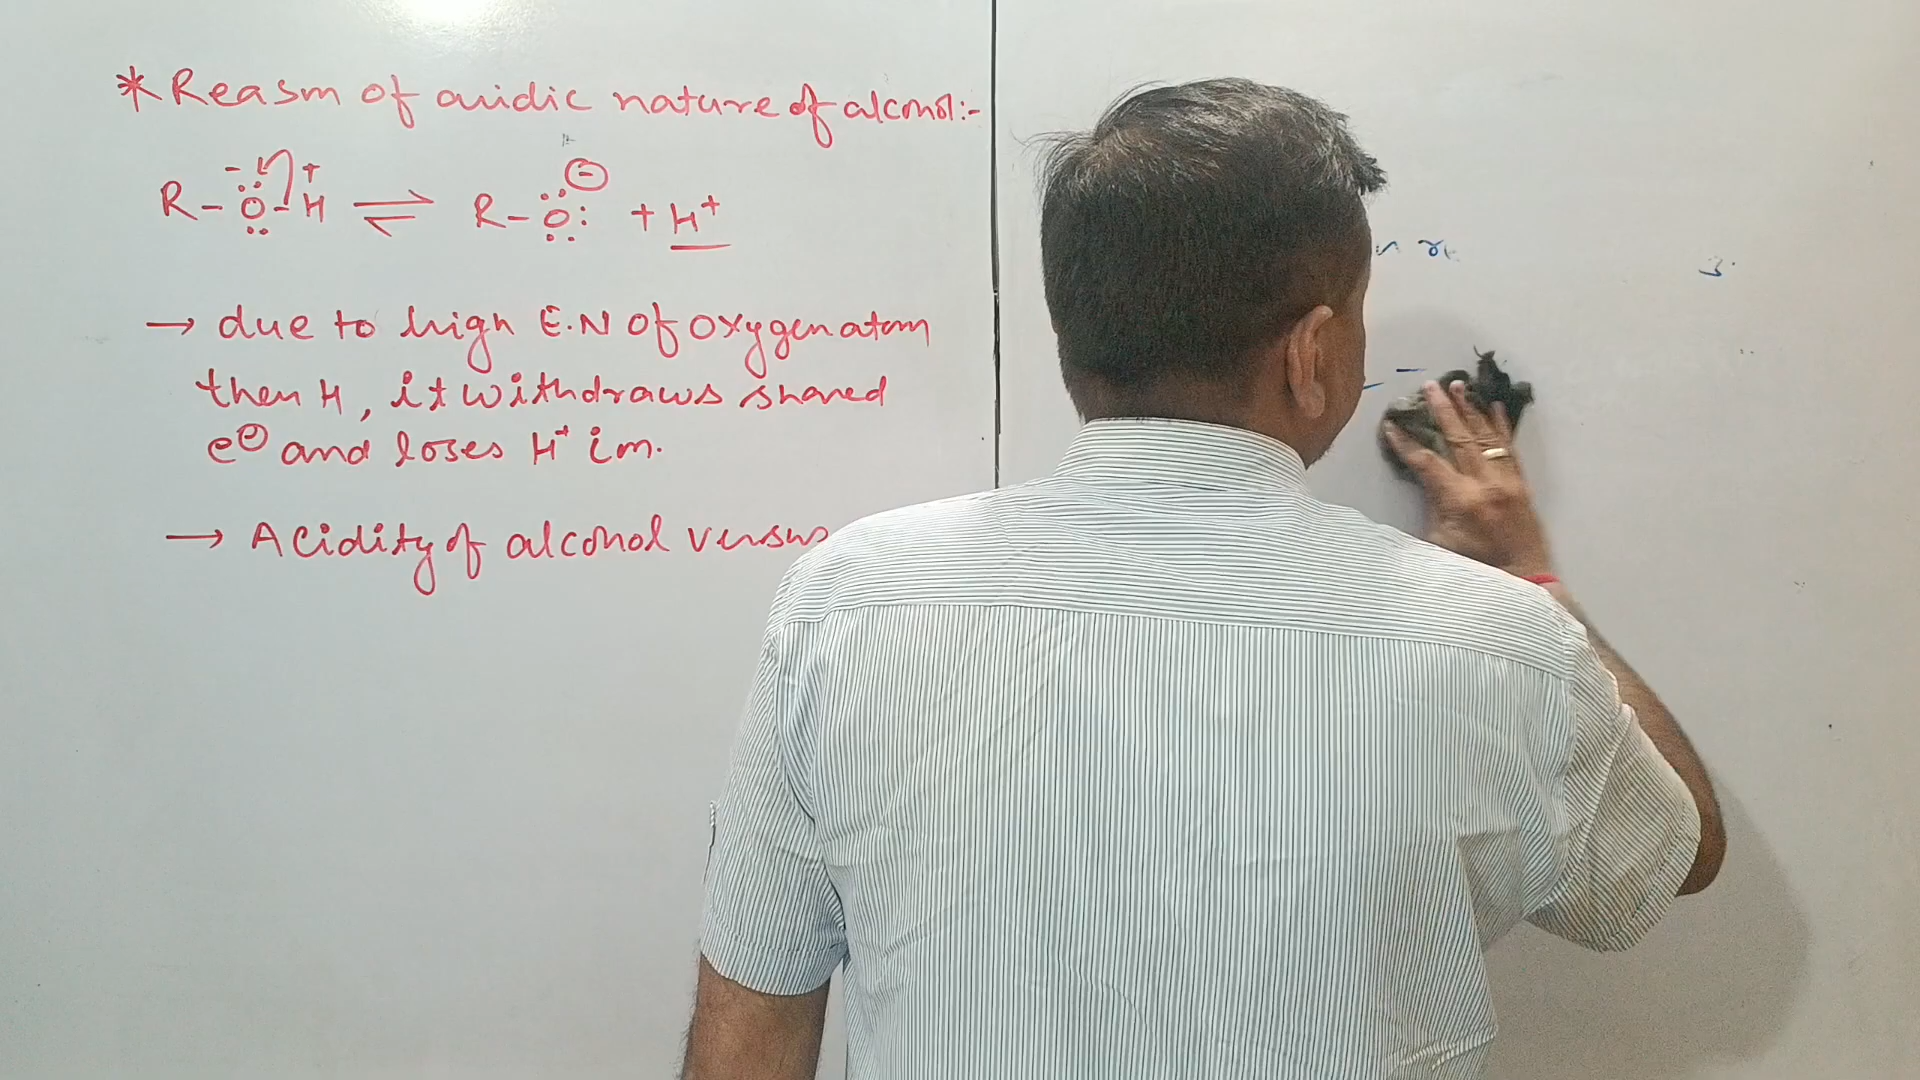 * Reason of acidic nature of alcohol:-
R-O-H ⇌ R-O:⊖ + H⁺
→ due to high E.N of oxygen atom
then H, it withdraws shared
e⊖ and loses H⁺ ion.
→ Acidity of alcohol versus